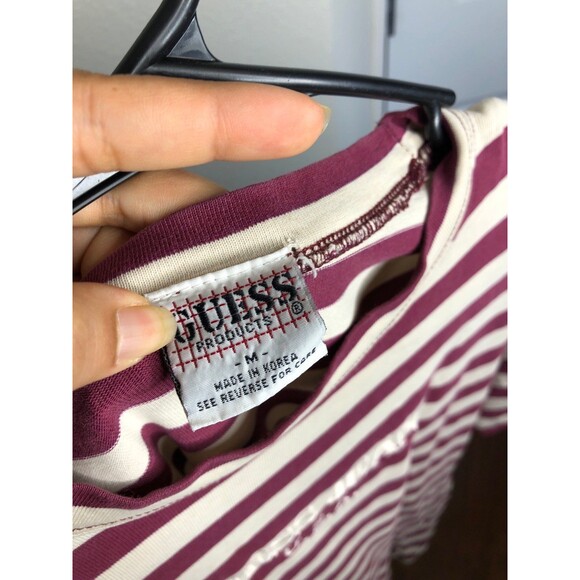 GUESS
PRODUCTS ®
- M -
MADE IN KOREA
SEE REVERSE FOR CARE